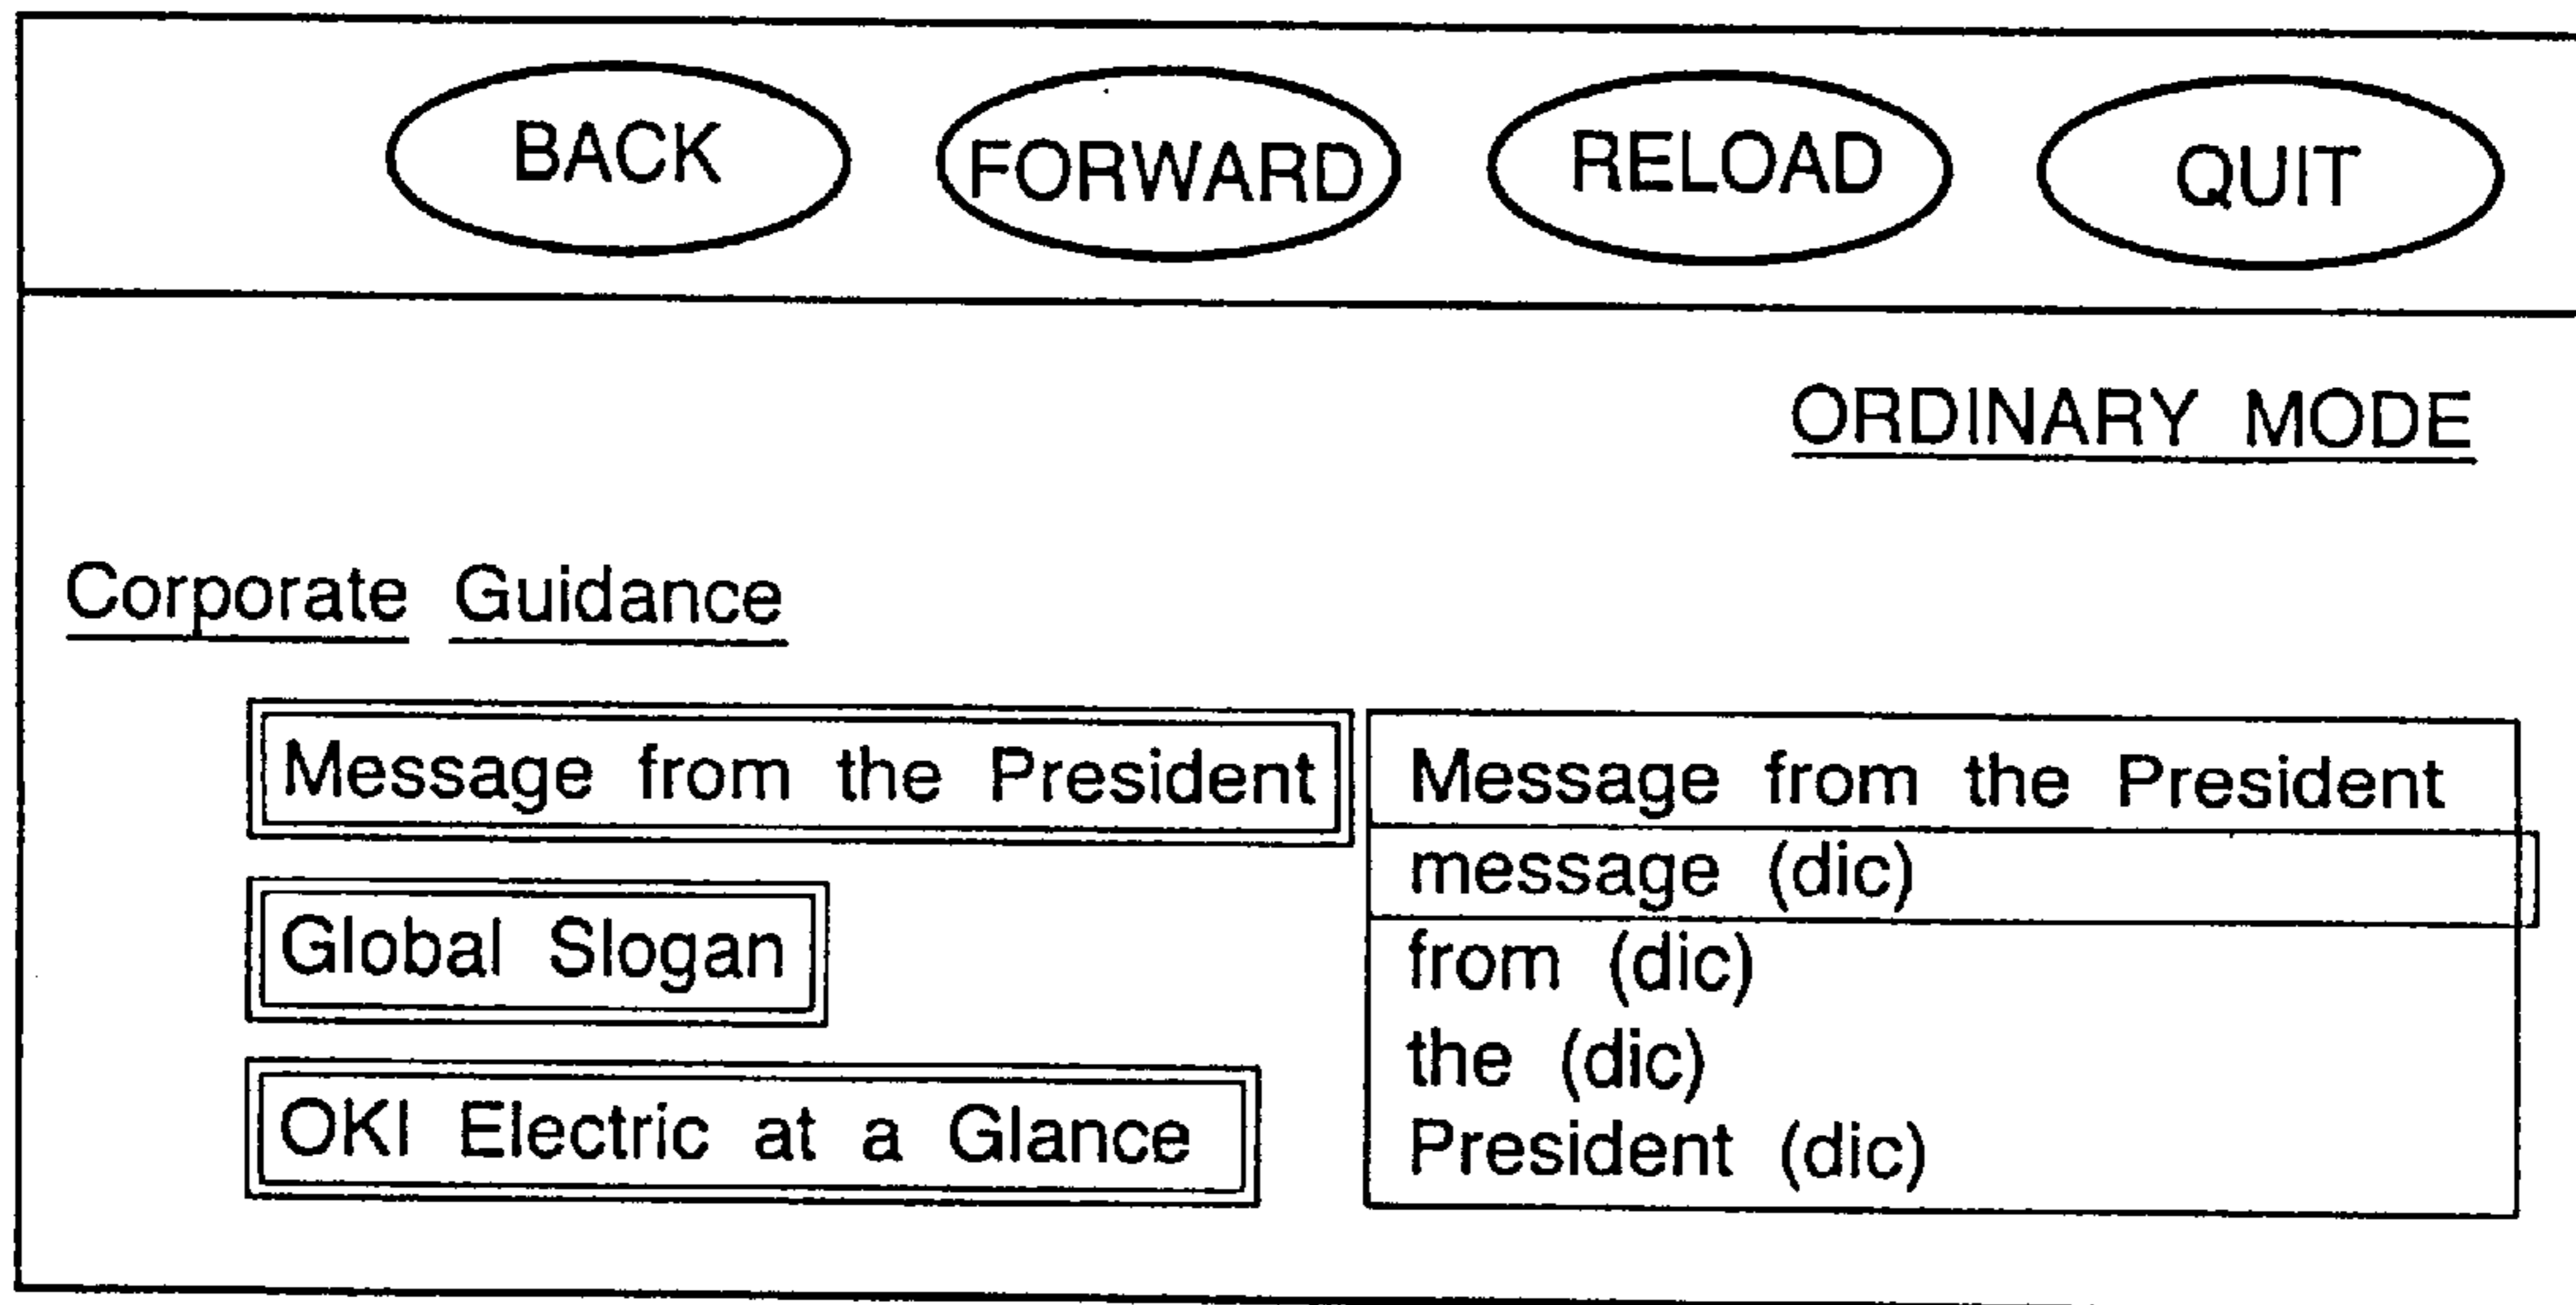 BACK FORWARD RELOAD QUIT
ORDINARY MODE
Corporate Guidance
Message from the President
Global Slogan
OKI Electric at a Glance
Message from the President
message (dic)
from (dic)
the (dic)
President (dic)